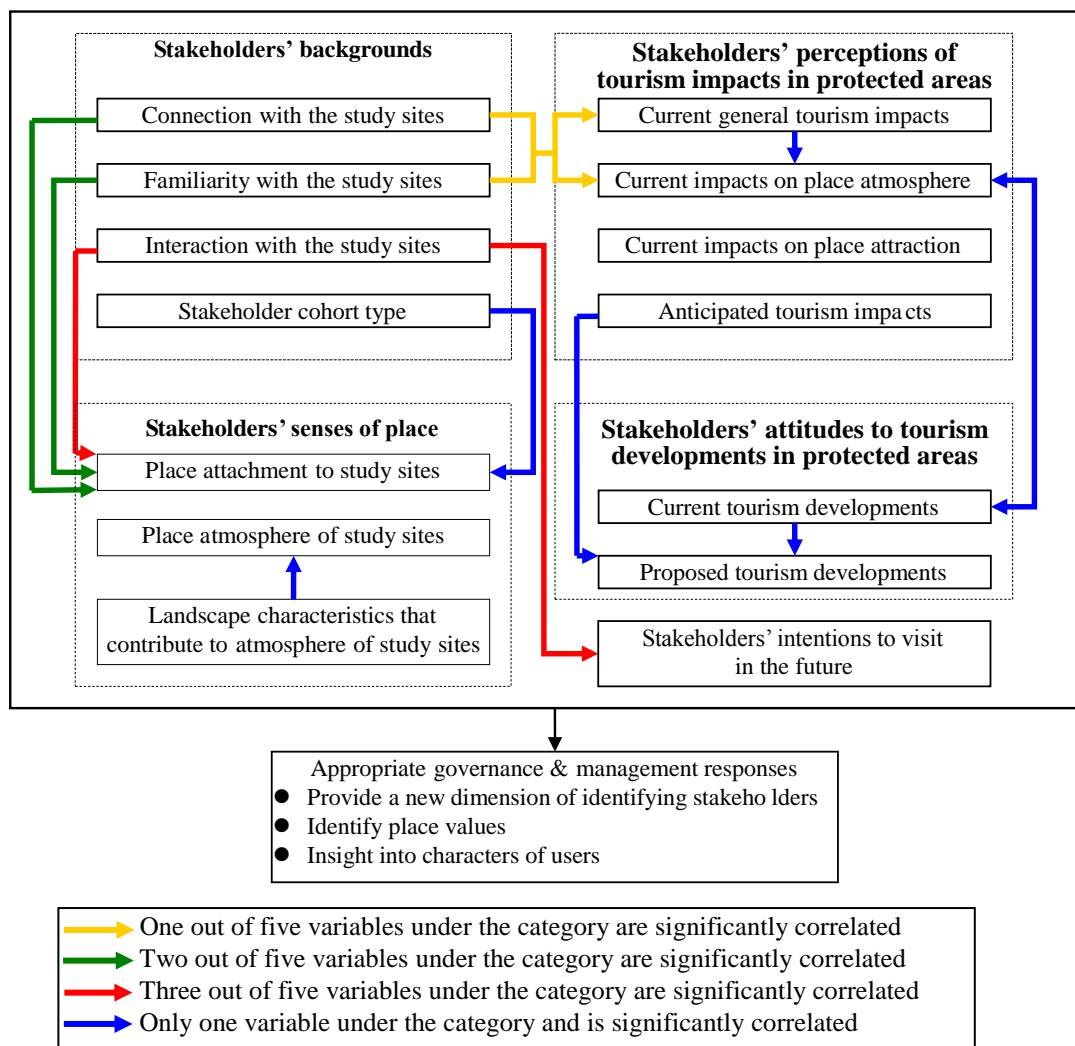 Stakeholders' backgrounds
Connection with the study sites
Familiarity with the study sites
Interaction with the study sites
Stakeholder cohort type
Stakeholders' perceptions of
tourism impacts in protected areas
Current general tourism impacts
Current impacts on place atmosphere
Current impacts on place attraction
Anticipated tourism impacts
Stakeholders' senses of place
Place attachment to study sites
Place atmosphere of study sites
Landscape characteristics that
contribute to atmosphere of study sites
Stakeholders' attitudes to tourism
developments in protected areas
Current tourism developments
Proposed tourism developments
Stakeholders' intentions to visit
in the future
Appropriate governance & management responses
● Provide a new dimension of identifying stakeho lders
● Identify place values
● Insight into characters of users
One out of five variables under the category are significantly correlated
Two out of five variables under the category are significantly correlated
Three out of five variables under the category are significantly correlated
Only one variable under the category and is significantly correlated